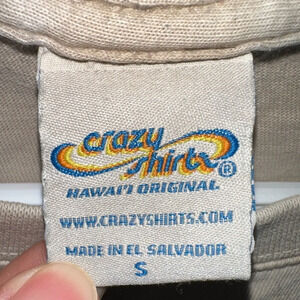 crazy
shirts®
HAWAI'I ORIGINAL
WWW.CRAZYSHIRTS.COM
MADE IN EL SALVADOR
S